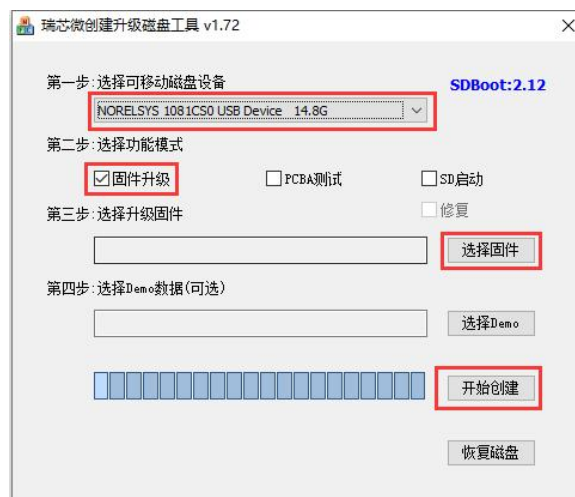 瑞芯微创建升级磁盘工具 v1.72
第一步:选择可移动磁盘设备
SDBoot:2.12
NORELSYS 1081CS0 USB Device 14.8G
第二步:选择功能模式
固件升级 PCBA测试 SD启动
第三步:选择升级固件 修复
选择固件
第四步:选择Demo数据(可选)
选择Demo
开始创建
恢复磁盘